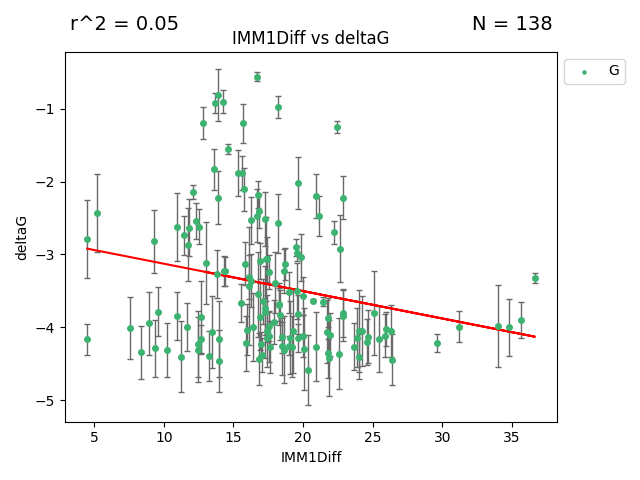 r^2 = 0.05
N = 138
IMM1Diff vs deltaG
G
deltaG
−1
−2
−3
−4
−5
5 10 15 20 25 30 35
IMM1Diff